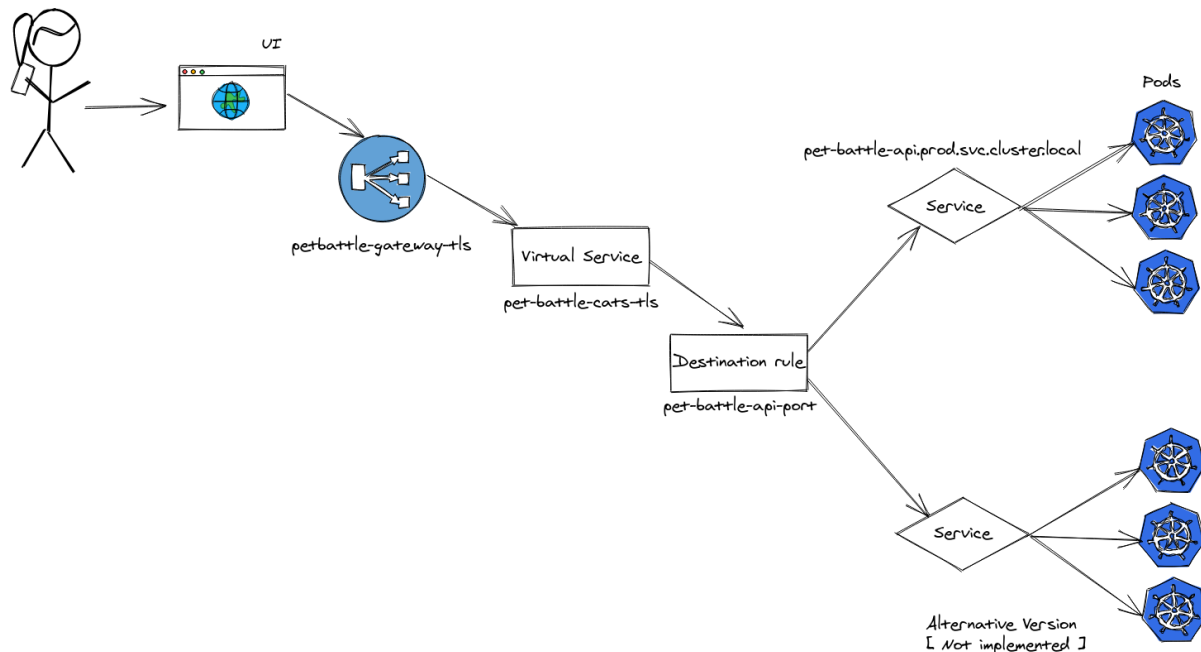 UI
Pods
pet-battle-api.prod.svc.cluster.local
Service
petbattle-gateway-tls
Virtual Service
pet-battle-cats-tls
Destination rule
pet-battle-api-port
Service
Alternative Version
[ Not implemented ]